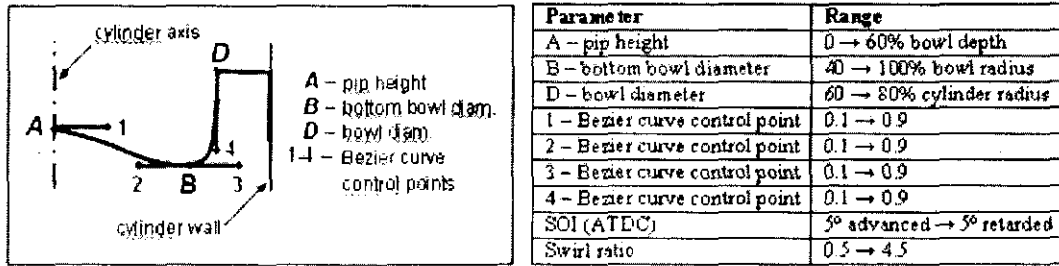 cylinder axis
D
A – pip height
B – bottom bowl diam.
D – bowl diam.
1-4 – Bezier curve
control points
A
1
4
2
B
3
cylinder wall
Parameter Range
A – pip height 0 → 60% bowl depth
B – bottom bowl diameter 40 → 100% bowl radius
D – bowl diameter 60 → 80% cylinder radius
1 – Bezier curve control point 0.1 → 0.9
2 – Bezier curve control point 0.1 → 0.9
3 – Bezier curve control point 0.1 → 0.9
4 – Bezier curve control point 0.1 → 0.9
SOI (ATDC) 5° advanced → 5° retarded
Swirl ratio 0.5 → 4.5